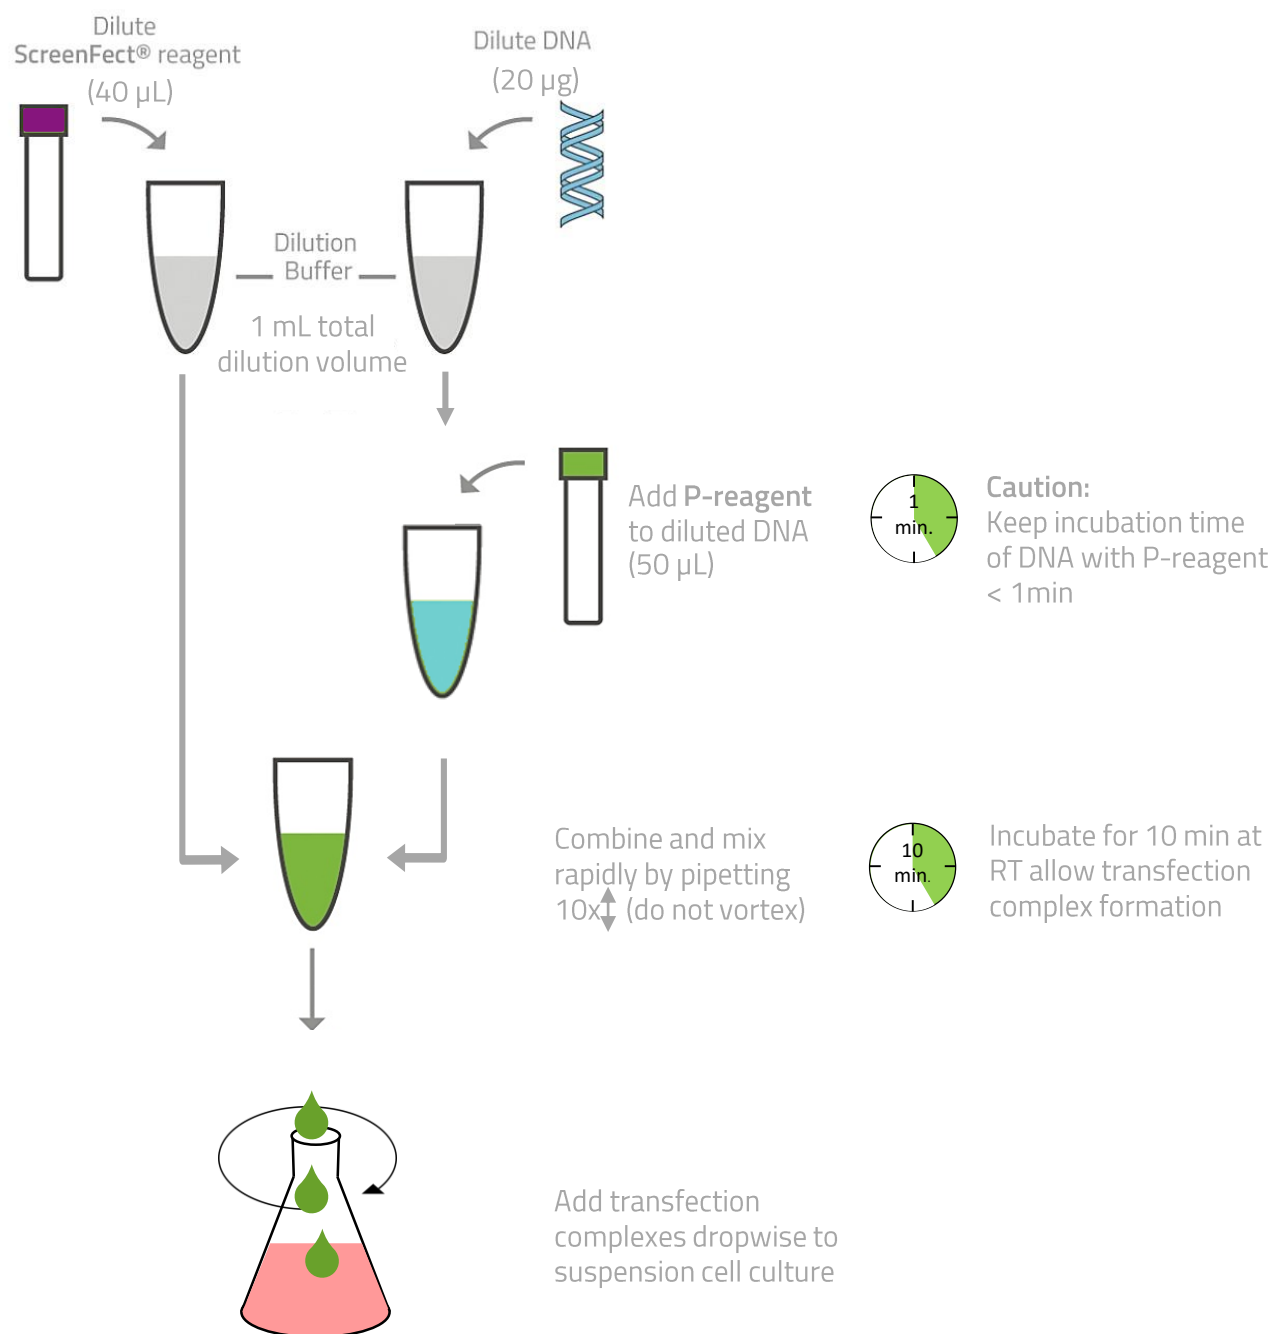 Dilute
ScreenFect® reagent
(40 µL)
Dilute DNA
(20 µg)
Dilution
Buffer
1 mL total
dilution volume
Add P-reagent
to diluted DNA
(50 µL)
1
min.
Caution:
Keep incubation time
of DNA with P-reagent
< 1min
Combine and mix
rapidly by pipetting
10x (do not vortex)
10
min.
Incubate for 10 min at
RT allow transfection
complex formation
Add transfection
complexes dropwise to
suspension cell culture